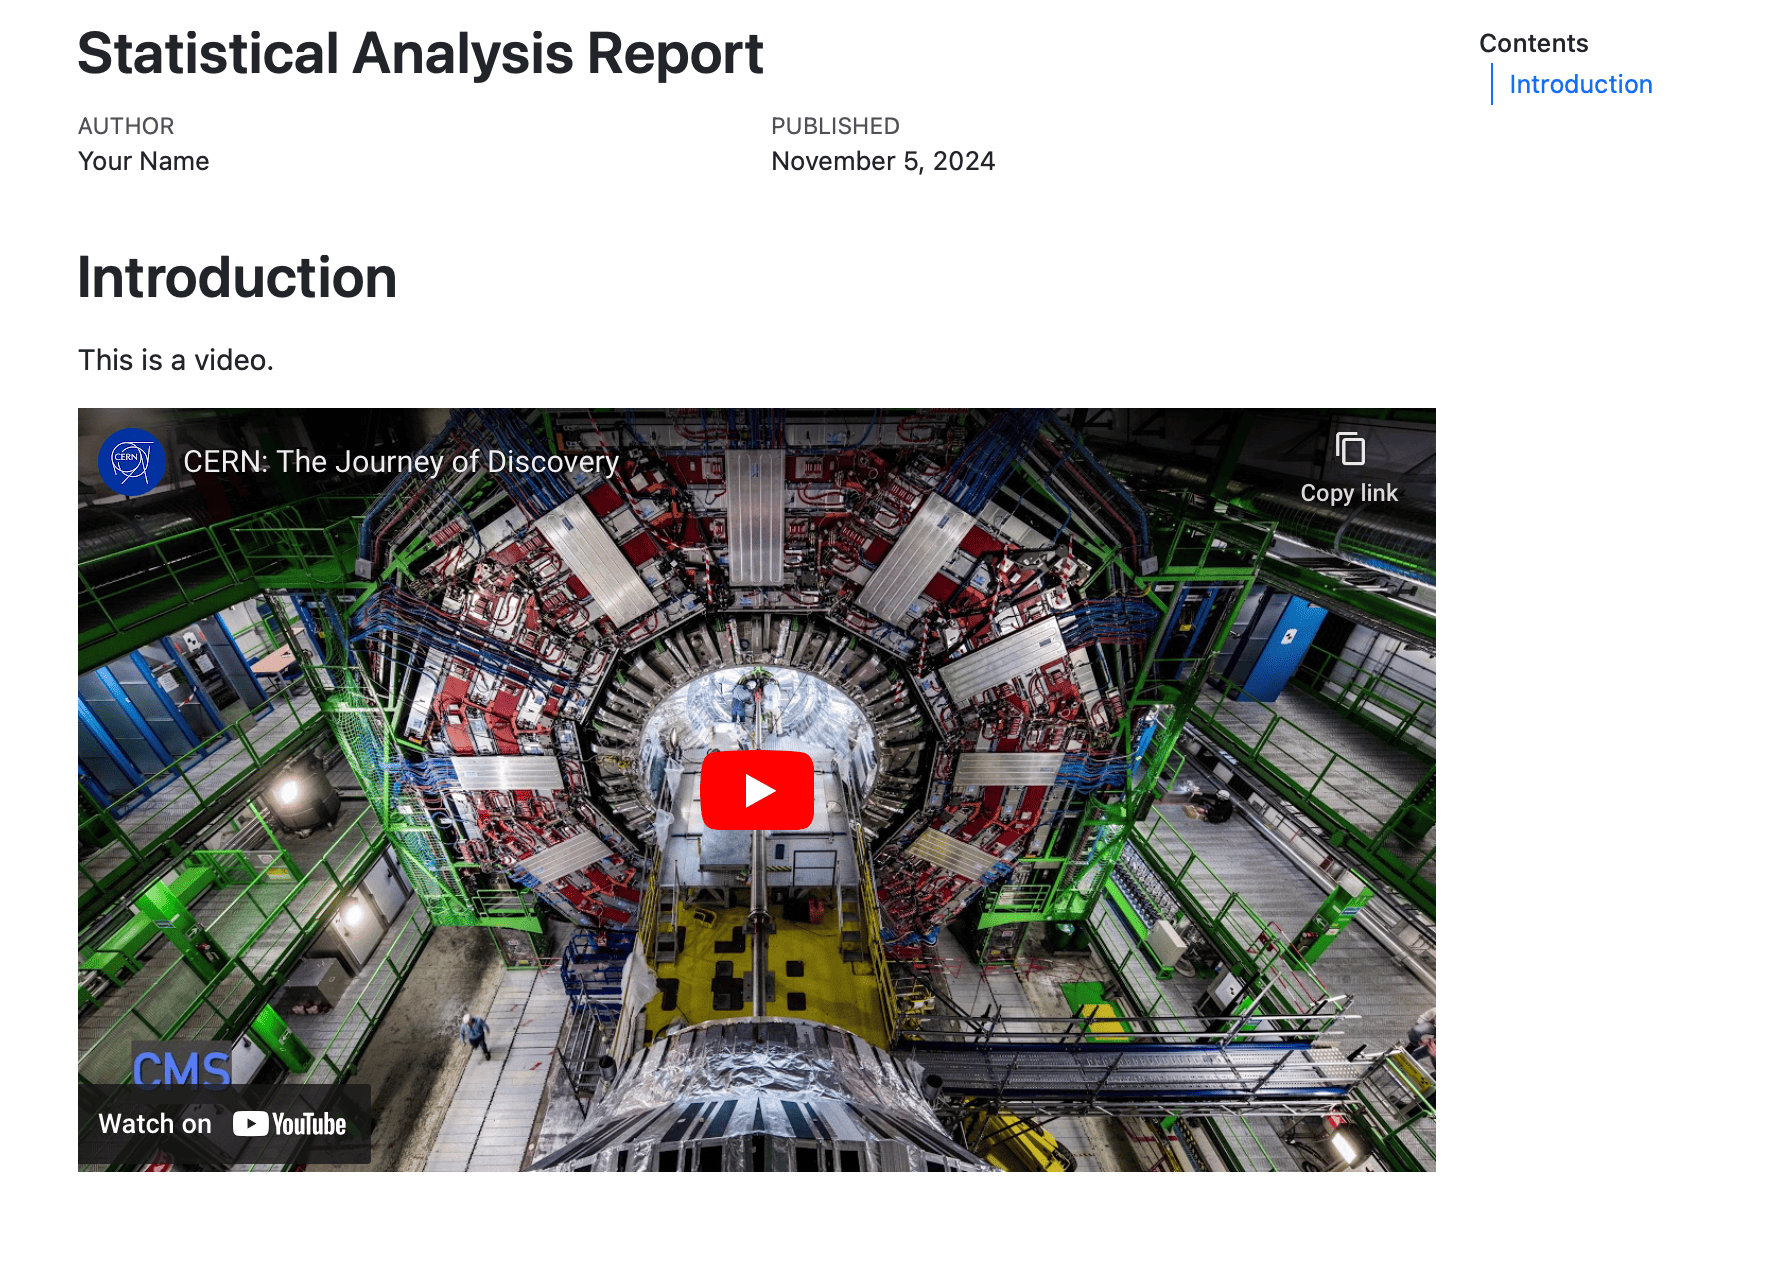 Statistical Analysis Report
Contents
Introduction
AUTHOR
Your Name
PUBLISHED
November 5, 2024
Introduction
This is a video.
CERN
CERN: The Journey of Discovery
Copy link
CMS
Watch on YouTube